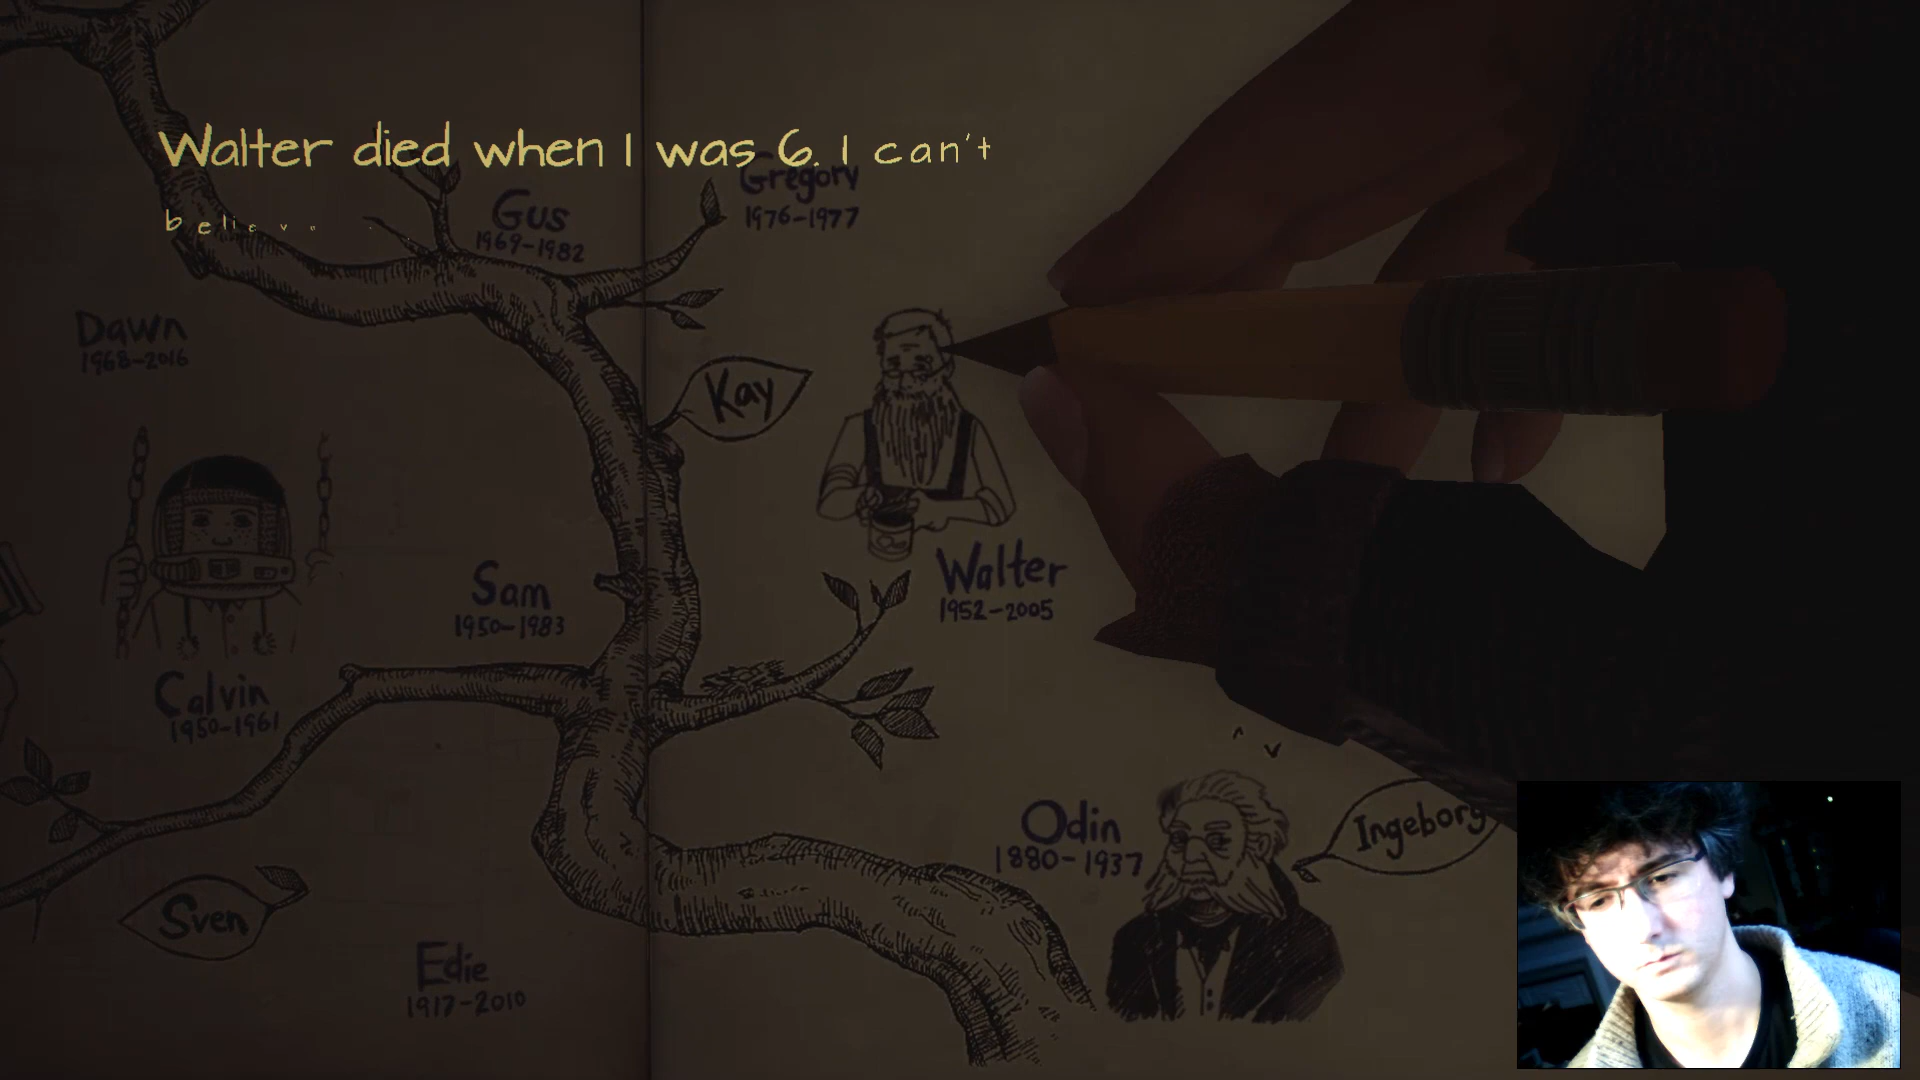 Walter died when I was 6. I can't
believe
Gregory
1976-1977
Gus
1969-1982
Dawn
1968-2016
Kay
Walter
1952-2005
Sam
1950-1983
Calvin
1950-1961
Odin
1880-1937
Ingeborg
Sven
Edie
1917-2010